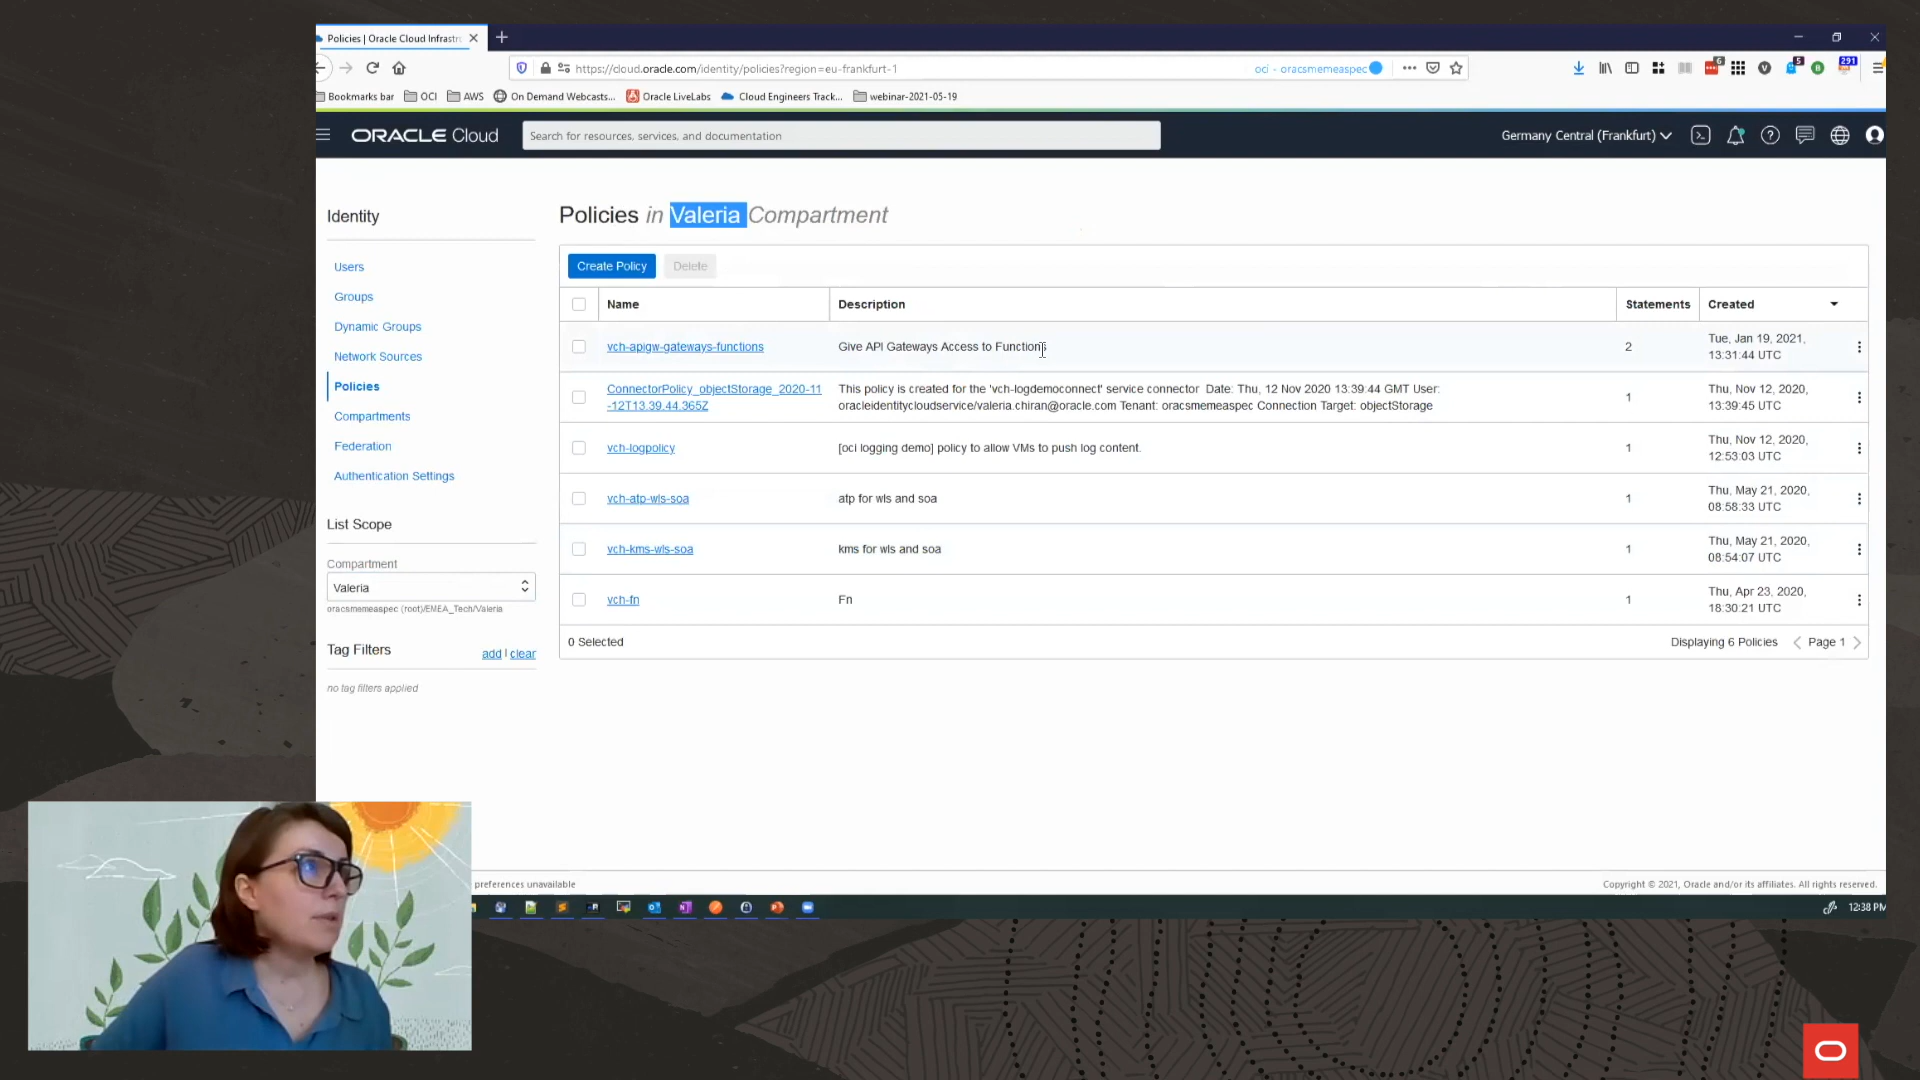 Policies | Oracle Cloud Infrastr
https://cloud.oracle.com/identity/policies?region=eu-frankfurt-1
oci - oracsmemeaspec
6
5
291
Bookmarks bar
OCI
AWS
On Demand Webcasts...
Oracle LiveLabs
Cloud Engineers Track...
webinar-2021-05-19
ORACLE Cloud
Search for resources, services, and documentation
Germany Central (Frankfurt)
Identity
Users
Groups
Dynamic Groups
Network Sources
Policies
Compartments
Federation
Authentication Settings
List Scope
Compartment
Valeria
oracsmemeaspec (root)/EMEA_Tech/Valeria
Tag Filters
add | clear
no tag filters applied
Policies in Valeria Compartment
Create Policy
Delete
Name Description Statements Created
vch-apigw-gateways-functions
Give API Gateways Access to Functions
2
Tue, Jan 19, 2021,
13:31:44 UTC
ConnectorPolicy_objectStorage_2020-11
-12T13.39.44.365Z
This policy is created for the 'vch-logdemoconnect' service connector Date: Thu, 12 Nov 2020 13:39:44 GMT User:
oracleidentitycloudservice/valeria.chiran@oracle.com Tenant: oracsmemeaspec Connection Target: objectStorage
1
Thu, Nov 12, 2020,
13:39:45 UTC
vch-logpolicy
[oci logging demo] policy to allow VMs to push log content.
1
Thu, Nov 12, 2020,
12:53:03 UTC
vch-atp-wls-soa
atp for wls and soa
1
Thu, May 21, 2020,
08:58:33 UTC
vch-kms-wls-soa
kms for wls and soa
1
Thu, May 21, 2020,
08:54:07 UTC
vch-fn
Fn
1
Thu, Apr 23, 2020,
18:30:21 UTC
0 Selected
Displaying 6 Policies
Page 1
preferences unavailable
Copyright © 2021, Oracle and/or its affiliates. All rights reserved.
12:38 PM